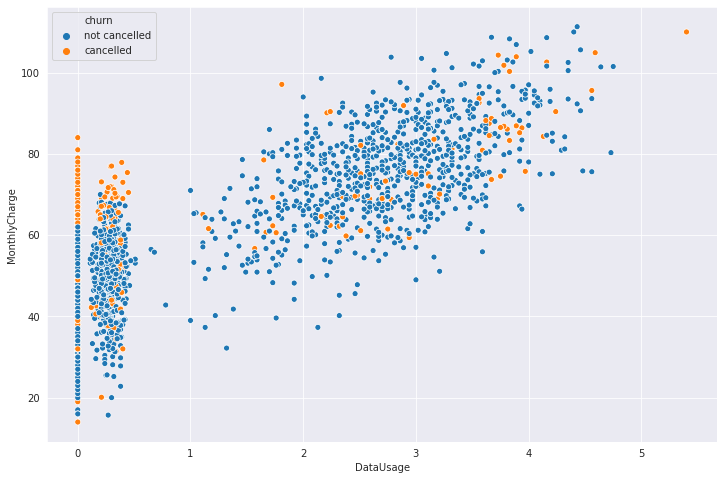 churn
not cancelled
cancelled
100
80
60
40
20
MonthlyCharge
0 1 2 3 4 5
DataUsage